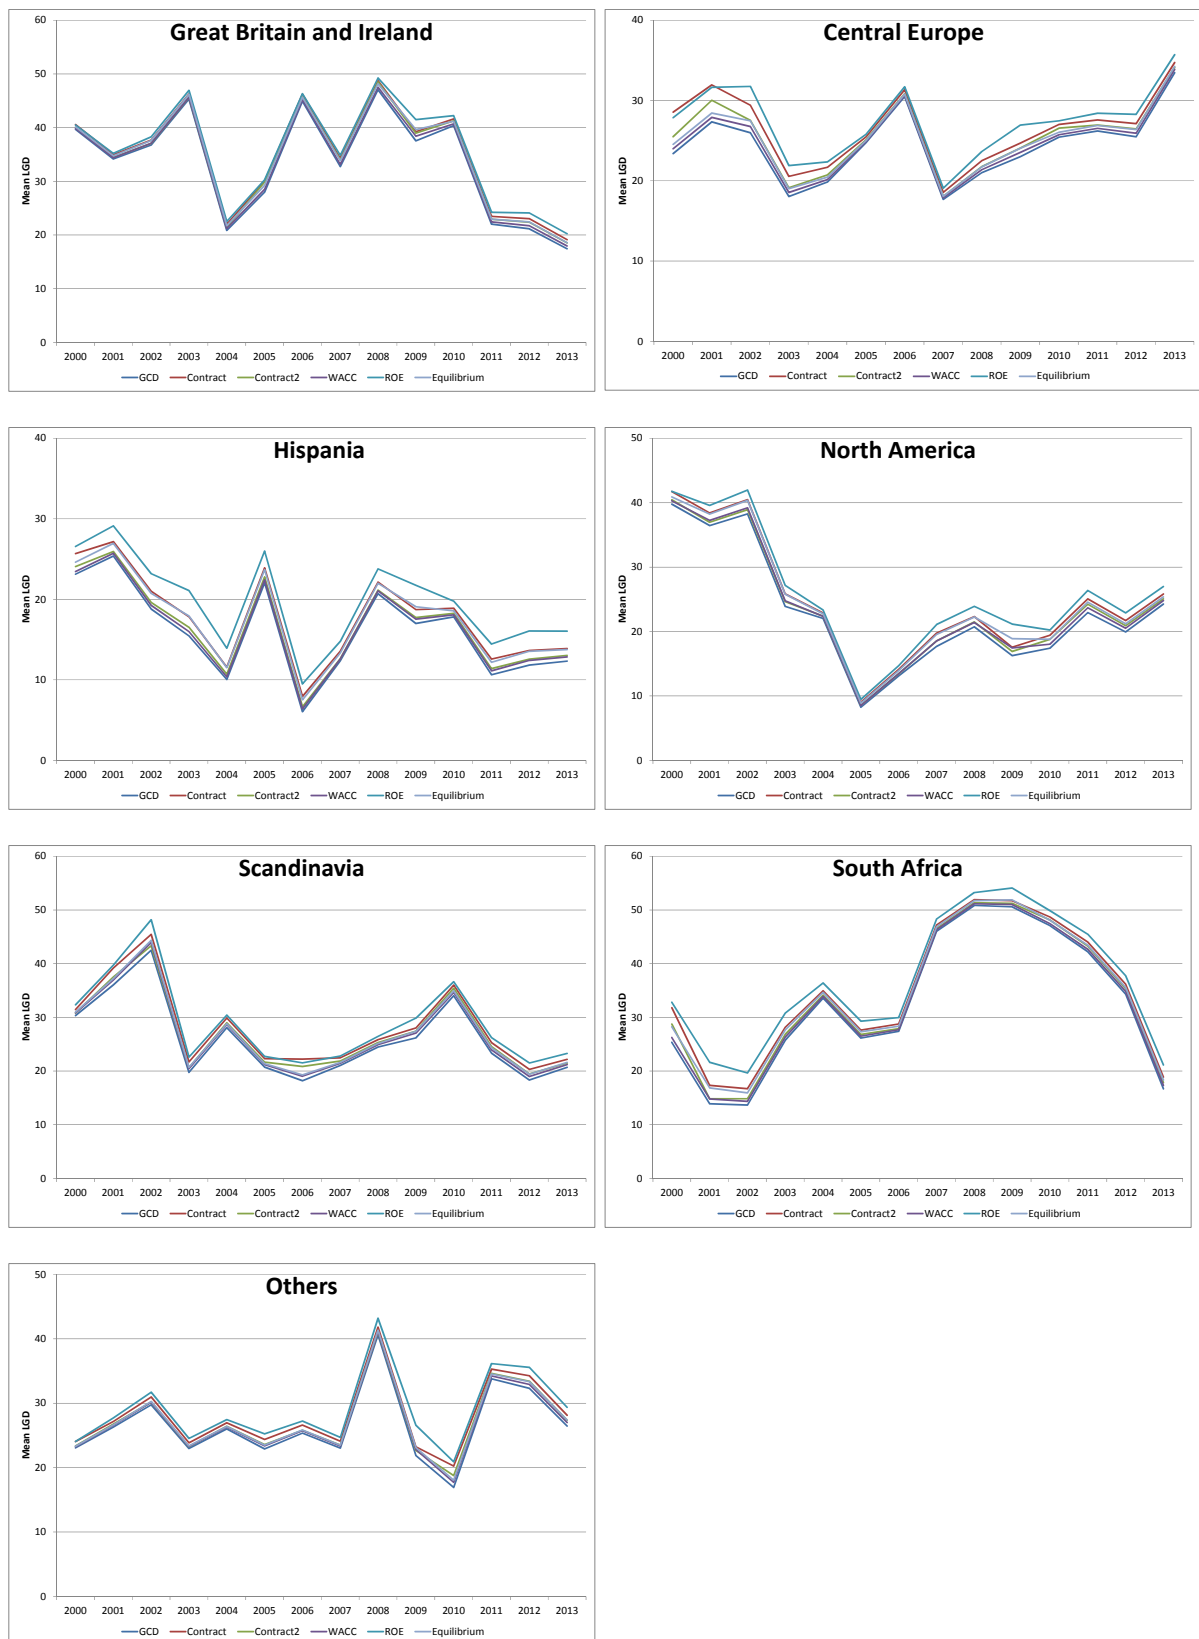 Great Britain and Ireland
60
50
40
30
20
10
0
Mean LGD
2000 2001 2002 2003 2004 2005 2006 2007 2008 2009 2010 2011 2012 2013
GCD Contract Contract2 WACC ROE Equilibrium
Central Europe
40
30
20
10
0
Mean LGD
2000 2001 2002 2003 2004 2005 2006 2007 2008 2009 2010 2011 2012 2013
GCD Contract Contract2 WACC ROE Equilibrium
Hispania
40
30
20
10
0
Mean LGD
2000 2001 2002 2003 2004 2005 2006 2007 2008 2009 2010 2011 2012 2013
GCD Contract Contract2 WACC ROE Equilibrium
North America
50
40
30
20
10
0
Mean LGD
2000 2001 2002 2003 2004 2005 2006 2007 2008 2009 2010 2011 2012 2013
GCD Contract Contract2 WACC ROE Equilibrium
Scandinavia
60
50
40
30
20
10
0
Mean LGD
2000 2001 2002 2003 2004 2005 2006 2007 2008 2009 2010 2011 2012 2013
GCD Contract Contract2 WACC ROE Equilibrium
South Africa
60
50
40
30
20
10
0
Mean LGD
2000 2001 2002 2003 2004 2005 2006 2007 2008 2009 2010 2011 2012 2013
GCD Contract Contract2 WACC ROE Equilibrium
Others
50
40
30
20
10
0
Mean LGD
2000 2001 2002 2003 2004 2005 2006 2007 2008 2009 2010 2011 2012 2013
GCD Contract Contract2 WACC ROE Equilibrium